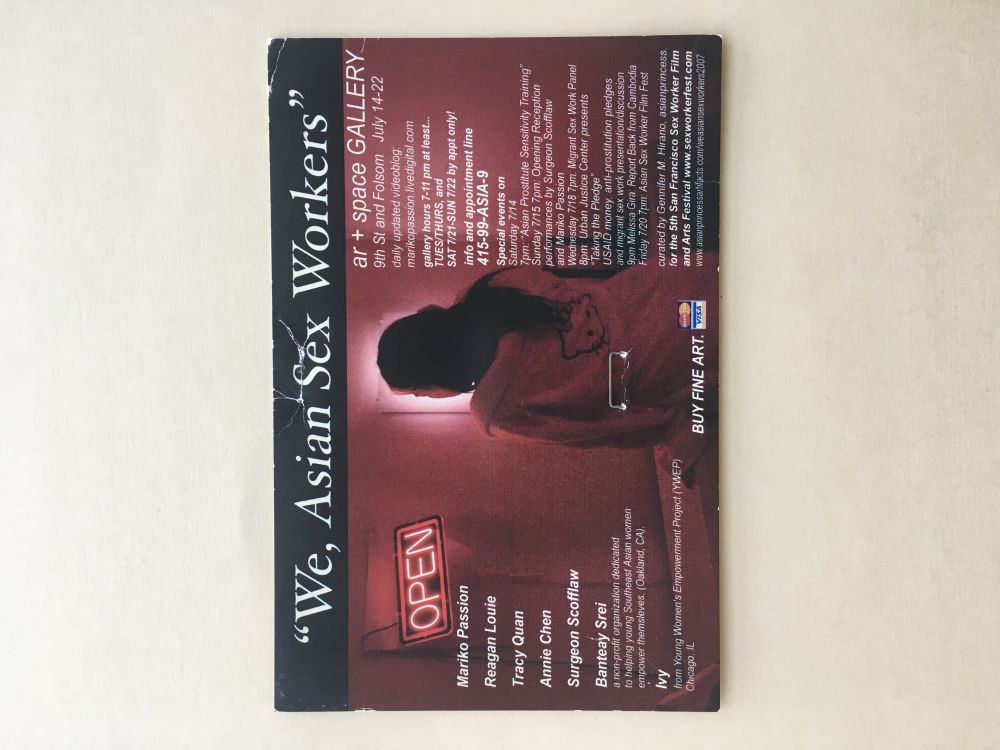 "We, Asian Sex Workers"
ar + space GALLERY
9th St and Folsom July 14-22
daily updated videoblog:
marikopassion.livedigital.com
gallery hours 7-11 pm at least...
TUES/THURS, and
SAT 7/21-SUN 7/22 by appt only!
info and appointment line
415-99-ASIA-9
Special events on
Saturday 7/14
7pm: "Asian Prostitute Sensitivity Training"
Sunday 7/15 7pm: Opening Reception
performances by Surgeon Scofflaw
and Mariko Passion
Wednesday 7/18 7pm: Migrant Sex Work Panel
8pm: Urban Justice Center presents
"Taking the Pledge"
USAID money, anti-prostitution pledges
and migrant sex work presentation/discussion
9pm Melissa Gira: Report Back from Cambodia
Friday 7/20 7pm: Asian Sex Worker Film Fest
curated by Gennifer M. Hirano, asianprincess
for the 5th San Francisco Sex Worker Film
and Arts Festival www.sexworkerfest.com
www.asianprincessartifacts.com/weasiansexworkers2007
OPEN
Mariko Passion
Reagan Louie
Tracy Quan
Annie Chen
Surgeon Scofflaw
Banteay Srei
a non-profit organization dedicated
to helping young Southeast Asian women
empower themsleves. (Oakland, CA).
Ivy
from Young Women's Empowerment Project (YWEP)
Chicago, IL
BUY FINE ART.
MasterCard
VISA